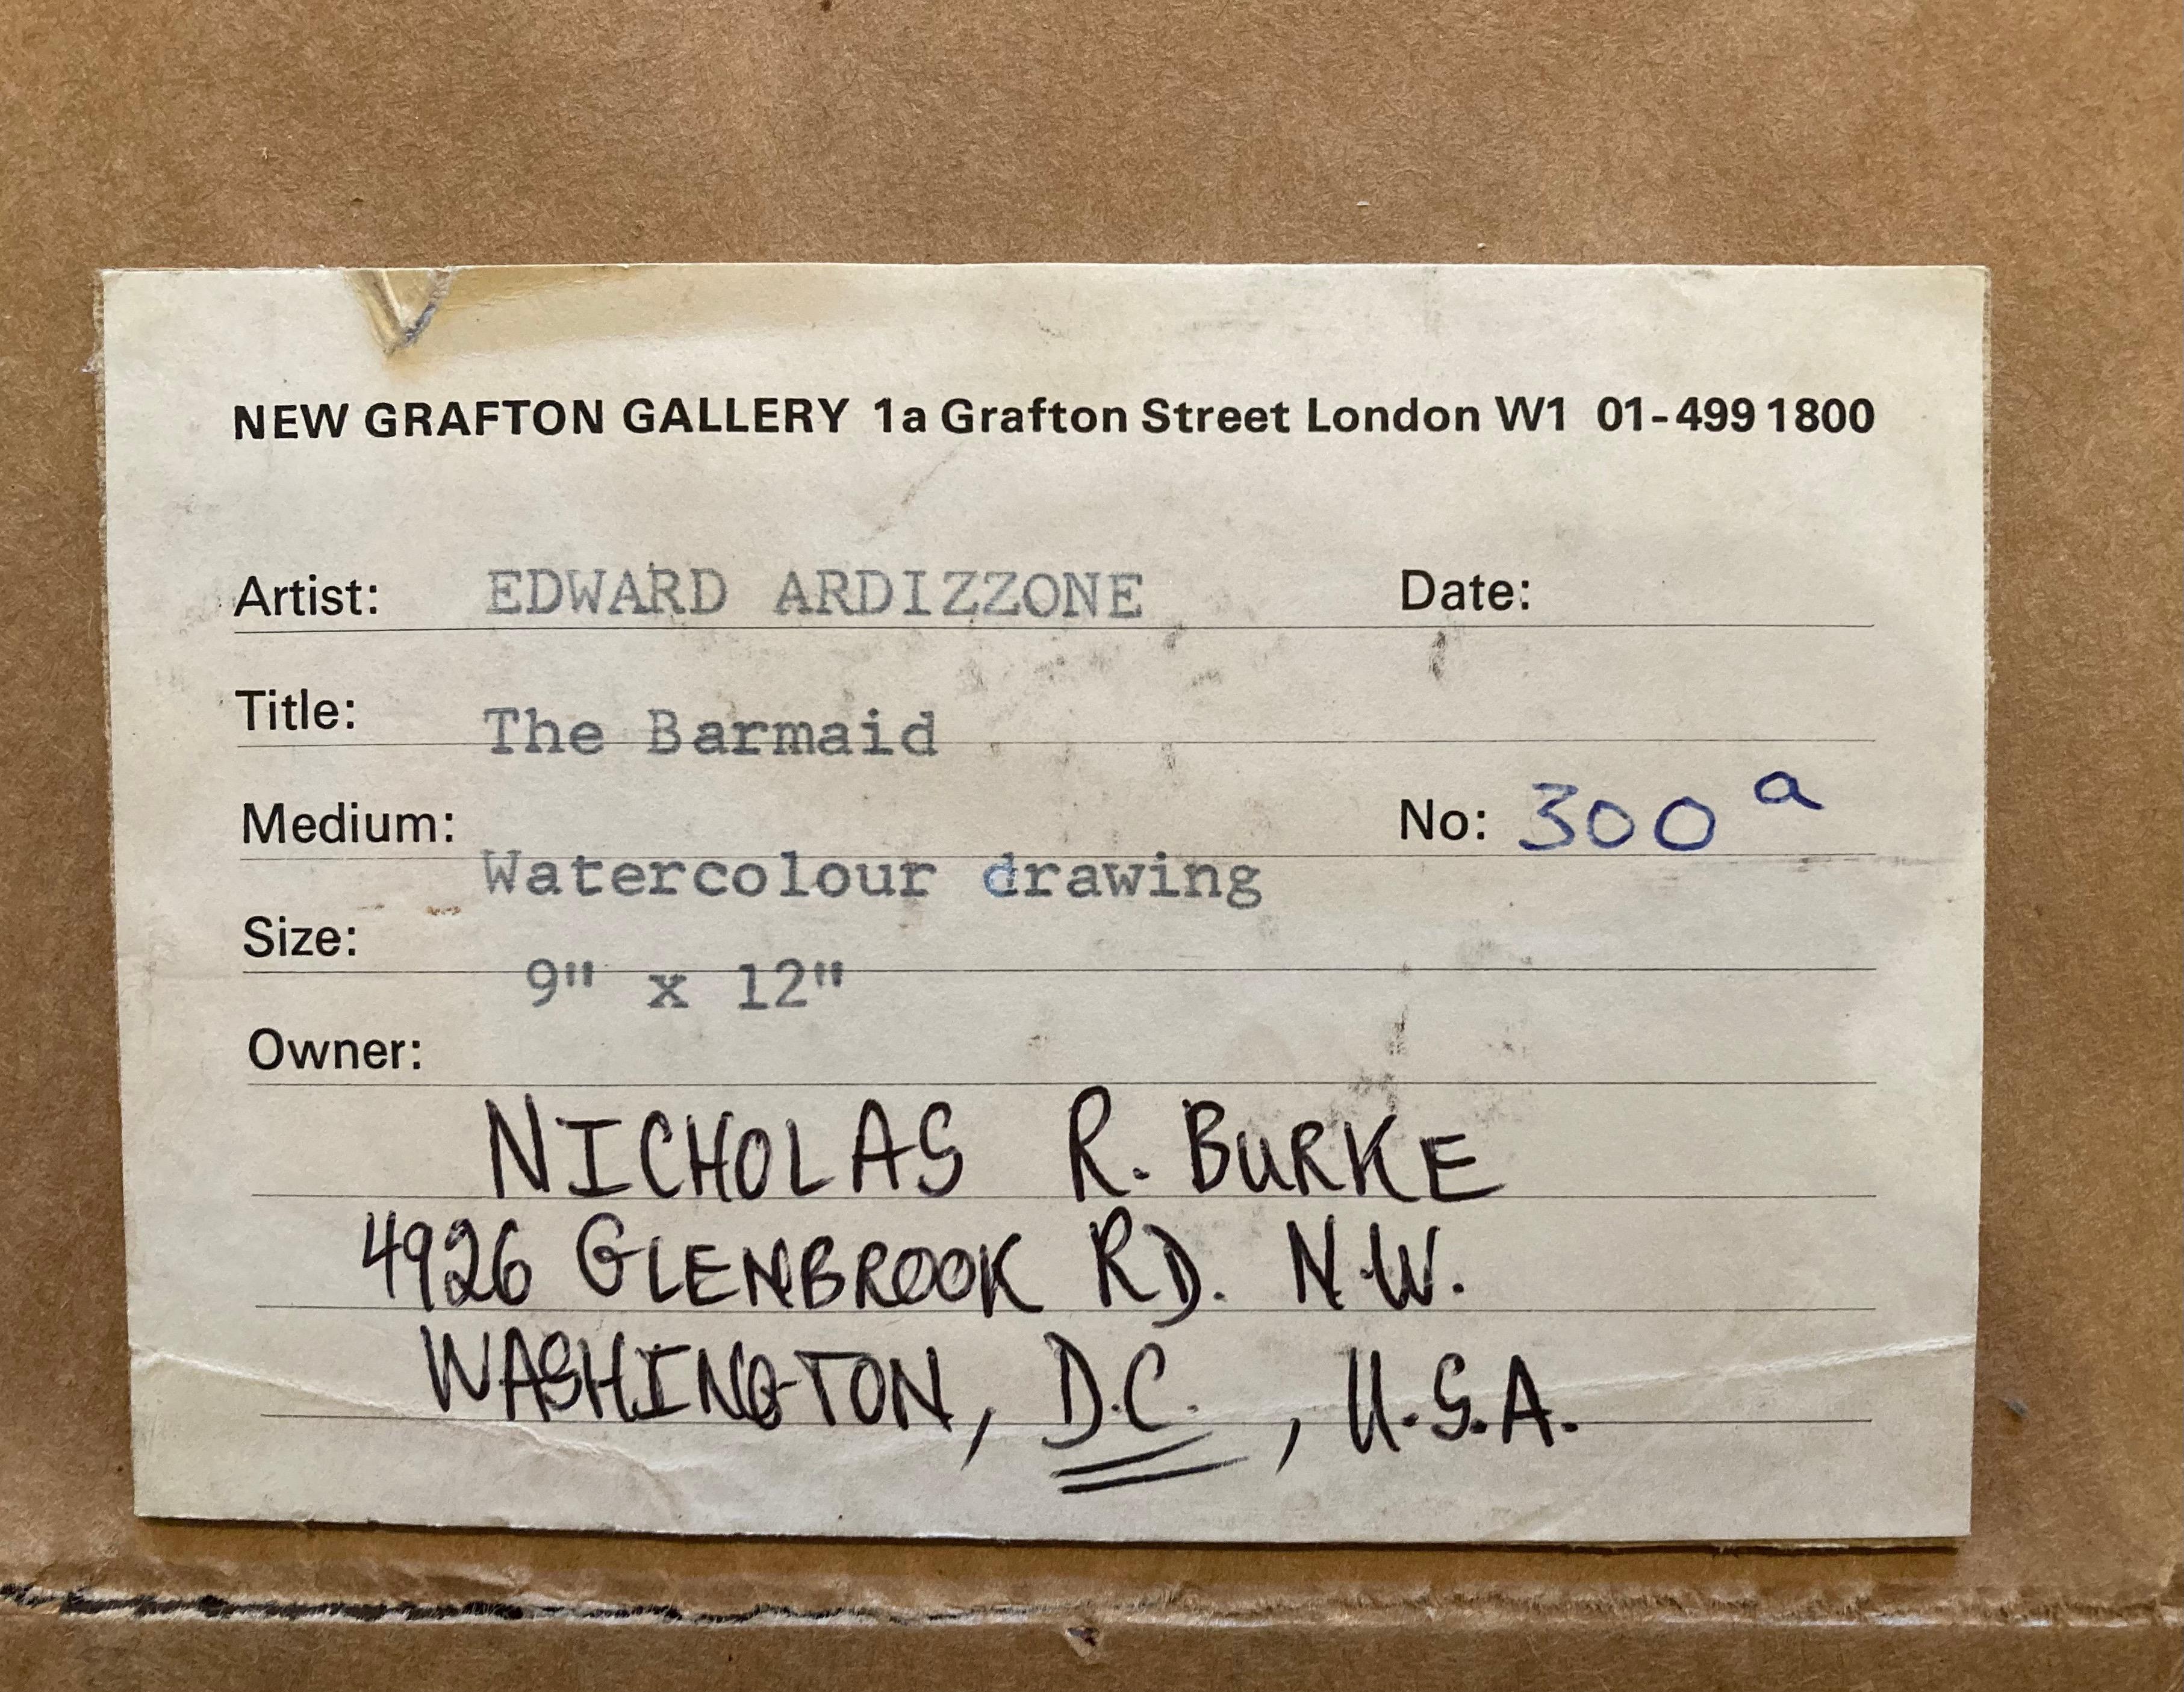 NEW GRAFTON GALLERY 1a Grafton Street London W1 01-499 1800
Artist: EDWARD ARDIZZONE Date:
Title: The Barmaid
Medium: Watercolour drawing No: 300 a
Size: 9" x 12"
Owner:
NICHOLAS R. BURKE
4926 GLENBROOK RD. N.W.
WASHINGTON, D.C., U.S.A.